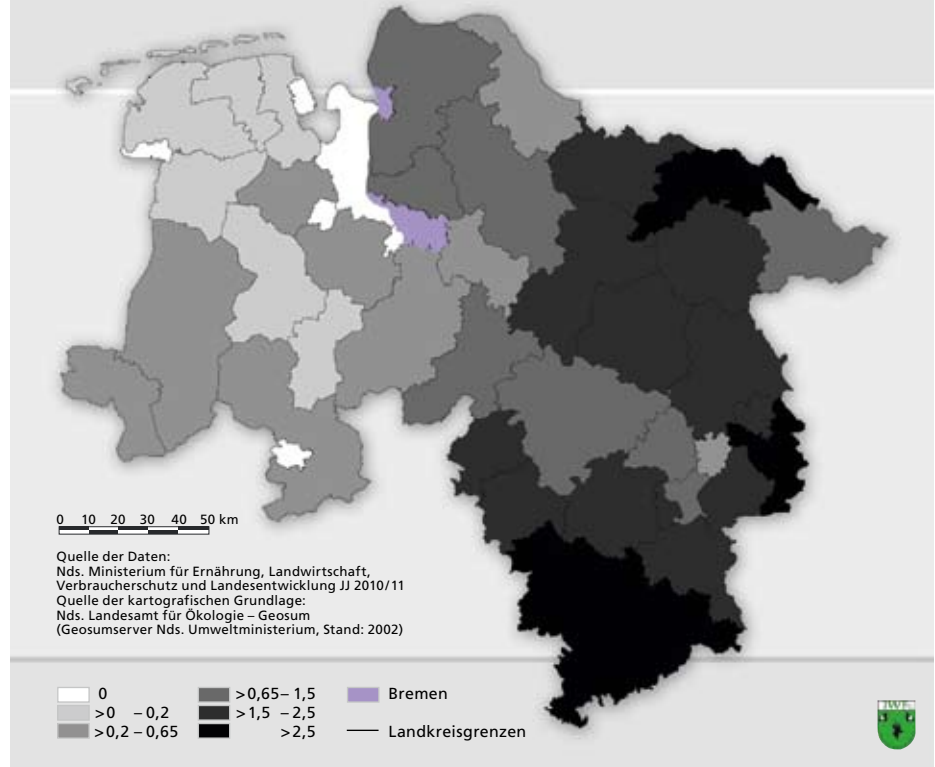 0 10 20 30 40 50 km
Quelle der Daten:
Nds. Ministerium für Ernährung, Landwirtschaft,
Verbraucherschutz und Landesentwicklung JJ 2010/11
Quelle der kartografischen Grundlage:
Nds. Landesamt für Ökologie – Geosum
(Geosumserver Nds. Umweltministerium, Stand: 2002)
0
>0 – 0,2
>0,2 – 0,65
>0,65 – 1,5
>1,5 – 2,5
>2,5
Bremen
Landkreisgrenzen